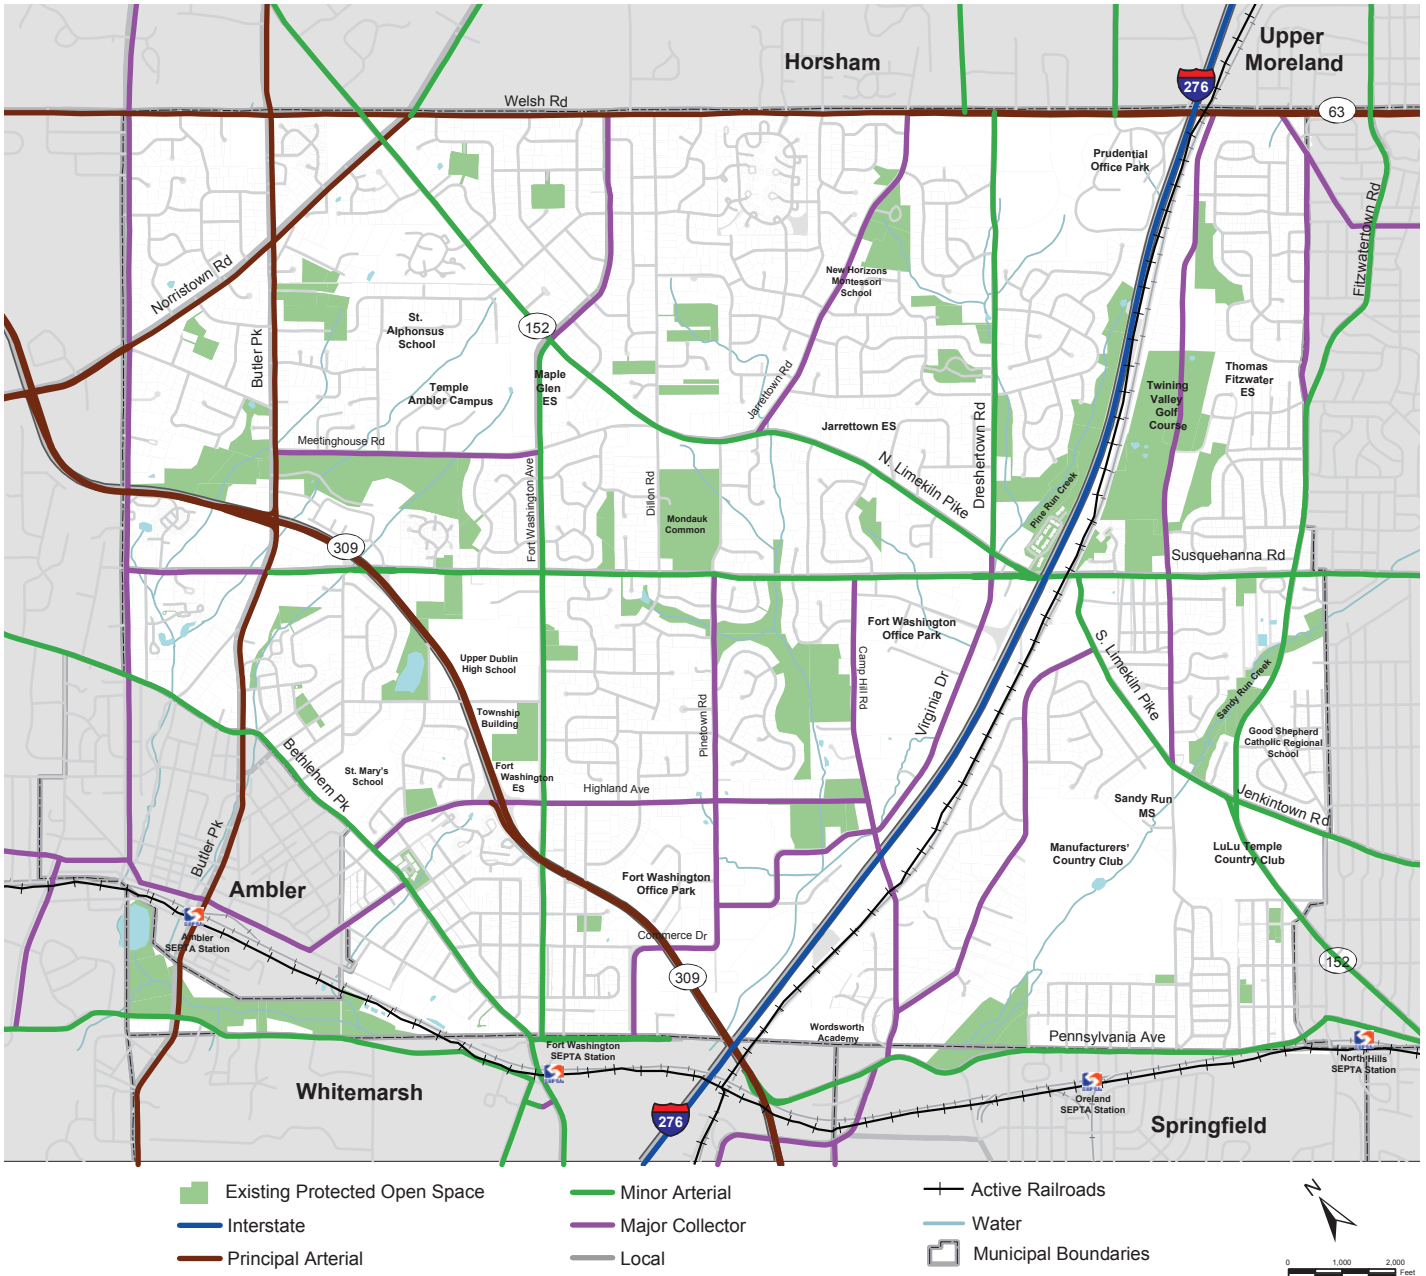 Upper
Moreland
Horsham
276
Welsh Rd
63
Prudential
Office Park
Fitzwatertown Rd
Norristown Rd
New Horizons
Montessori
School
St.
Alphonsus
School
152
Butler Pk
Maple
Glen
ES
Temple
Ambler Campus
Jarrettown Rd
Twining
Valley
Golf
Course
Thomas
Fitzwater
ES
Jarrettown ES
Dreshertown Rd
Meetinghouse Rd
N. Limekiln Pike
Fort Washington Ave
Dillon Rd
Pine Run Creek
Mondauk
Common
309
Susquehanna Rd
Fort Washington
Office Park
S. Limekiln Pike
Upper Dublin
High School
Camp Hill Rd
Virginia Dr
Sandy Run Creek
Pinetown Rd
Township
Building
Good Shepherd
Catholic Regional
School
Bethlehem Pk
St. Mary's
School
Fort
Washington
ES
Highland Ave
Sandy Run
MS
Jenkintown Rd
Butler Pk
Manufacturers'
Country Club
LuLu Temple
Country Club
Ambler
Fort Washington
Office Park
SEPTA
Ambler
SEPTA Station
Commerce Dr
309
152
Wordsworth
Academy
Pennsylvania Ave
Fort Washington
SEPTA Station
SEPTA
SEPTA
North Hills
SEPTA Station
SEPTA
Oreland
SEPTA Station
Whitemarsh
276
Springfield
Existing Protected Open Space
Interstate
Principal Arterial
Minor Arterial
Major Collector
Local
Active Railroads
Water
Municipal Boundaries
N
0 1,000 2,000
Feet